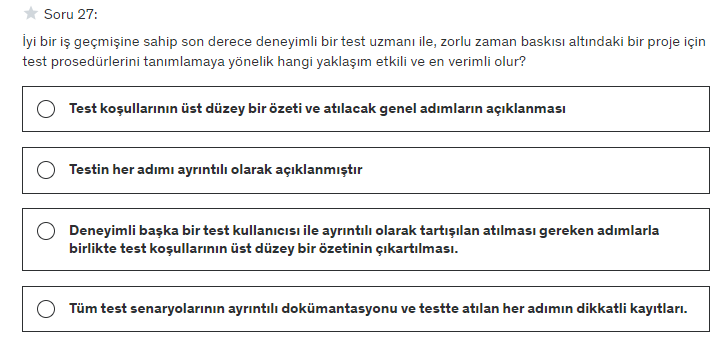 Soru 27:
İyi bir iş geçmişine sahip son derece deneyimli bir test uzmanı ile, zorlu zaman baskısı altındaki bir proje için
test prosedürlerini tanımlamaya yönelik hangi yaklaşım etkili ve en verimli olur?
Test koşullarının üst düzey bir özeti ve atılacak genel adımların açıklanması
Testin her adımı ayrıntılı olarak açıklanmıştır
Deneyimli başka bir test kullanıcısı ile ayrıntılı olarak tartışılan atılması gereken adımlarla
birlikte test koşullarının üst düzey bir özetinin çıkartılması.
Tüm test senaryolarının ayrıntılı dokümantasyonu ve testte atılan her adımın dikkatli kayıtları.